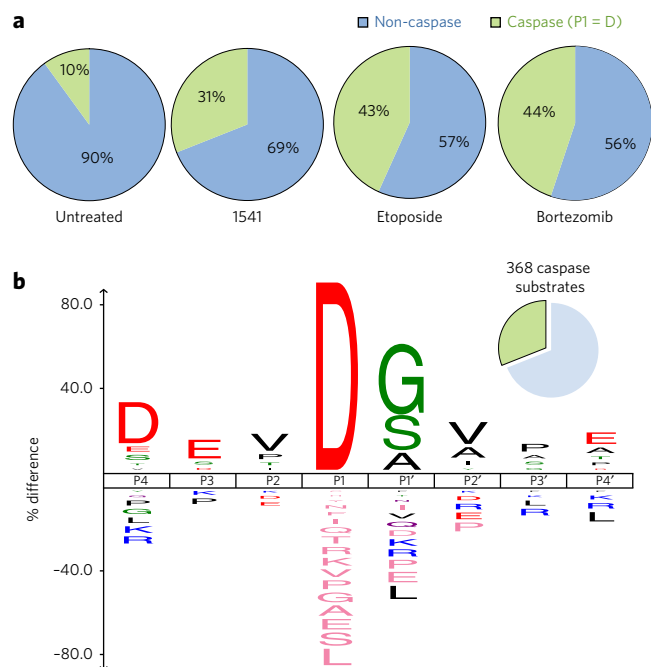 a
Non-caspase Caspase (P1 = D)
10% 31% 43% 44%
90% 69% 57% 56%
Untreated 1541 Etoposide Bortezomib
b
368 caspase
substrates
80.0
40.0
% difference
D E V D G V P E
E S P S A A A
S T A T
P4 P3 P2 P1 P1′ P2′ P3′ P4′
P K K N V K L K
G P D I Q D R R
L E Q D R L
K T K E
R R R P
K P
V E
P L
−40.0
G
A
E
S
L
−80.0